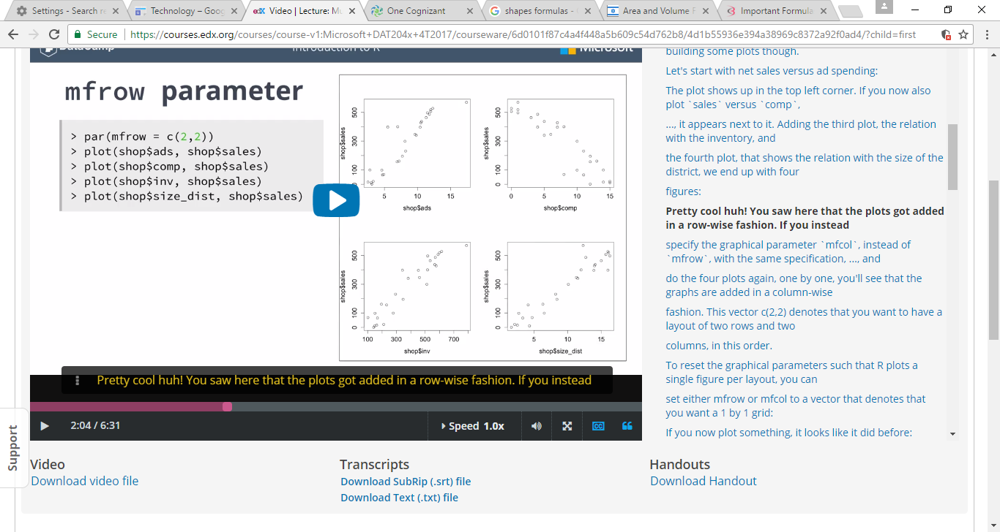 Settings - Search re
Technology – Goog
edX Video | Lecture: Mu
One Cognizant
shapes formulas -
Area and Volume F
Important Formula
Secure
https://courses.edx.org/courses/course-v1:Microsoft+DAT204x+4T2017/courseware/6d0101f87c4a4f448a5b609c54d762b8/4d1b55936e394a38969c8372a92f0ad4/?child=first
DataCamp
Introduction to R
Microsoft
mfrow parameter
> par(mfrow = c(2,2))
> plot(shop$ads, shop$sales)
> plot(shop$comp, shop$sales)
> plot(shop$inv, shop$sales)
> plot(shop$size_dist, shop$sales)
shop$sales
0 100 300 500
5 10 15
shop$ads
shop$sales
0 100 300 500
0 5 10 15
shop$comp
shop$sales
0 100 300 500
100 300 500 700
shop$inv
shop$sales
0 100 300 500
5 10 15
shop$size_dist
Pretty cool huh! You saw here that the plots got added in a row-wise fashion. If you instead
2:04 / 6:31
Speed 1.0x
CC
building some plots though.
Let's start with net sales versus ad spending:
The plot shows up in the top left corner. If you now also
plot `sales` versus `comp`,
..., it appears next to it. Adding the third plot, the relation
with the inventory, and
the fourth plot, that shows the relation with the size of the
district, we end up with four
figures:
Pretty cool huh! You saw here that the plots got added
in a row-wise fashion. If you instead
specify the graphical parameter `mfcol`, instead of
`mfrow`, with the same specification, ..., and
do the four plots again, one by one, you'll see that the
graphs are added in a column-wise
fashion. This vector c(2,2) denotes that you want to have a
layout of two rows and two
columns, in this order.
To reset the graphical parameters such that R plots a
single figure per layout, you can
set either mfrow or mfcol to a vector that denotes that
you want a 1 by 1 grid:
If you now plot something, it looks like it did before:
Support
Video
Download video file
Transcripts
Download SubRip (.srt) file
Download Text (.txt) file
Handouts
Download Handout